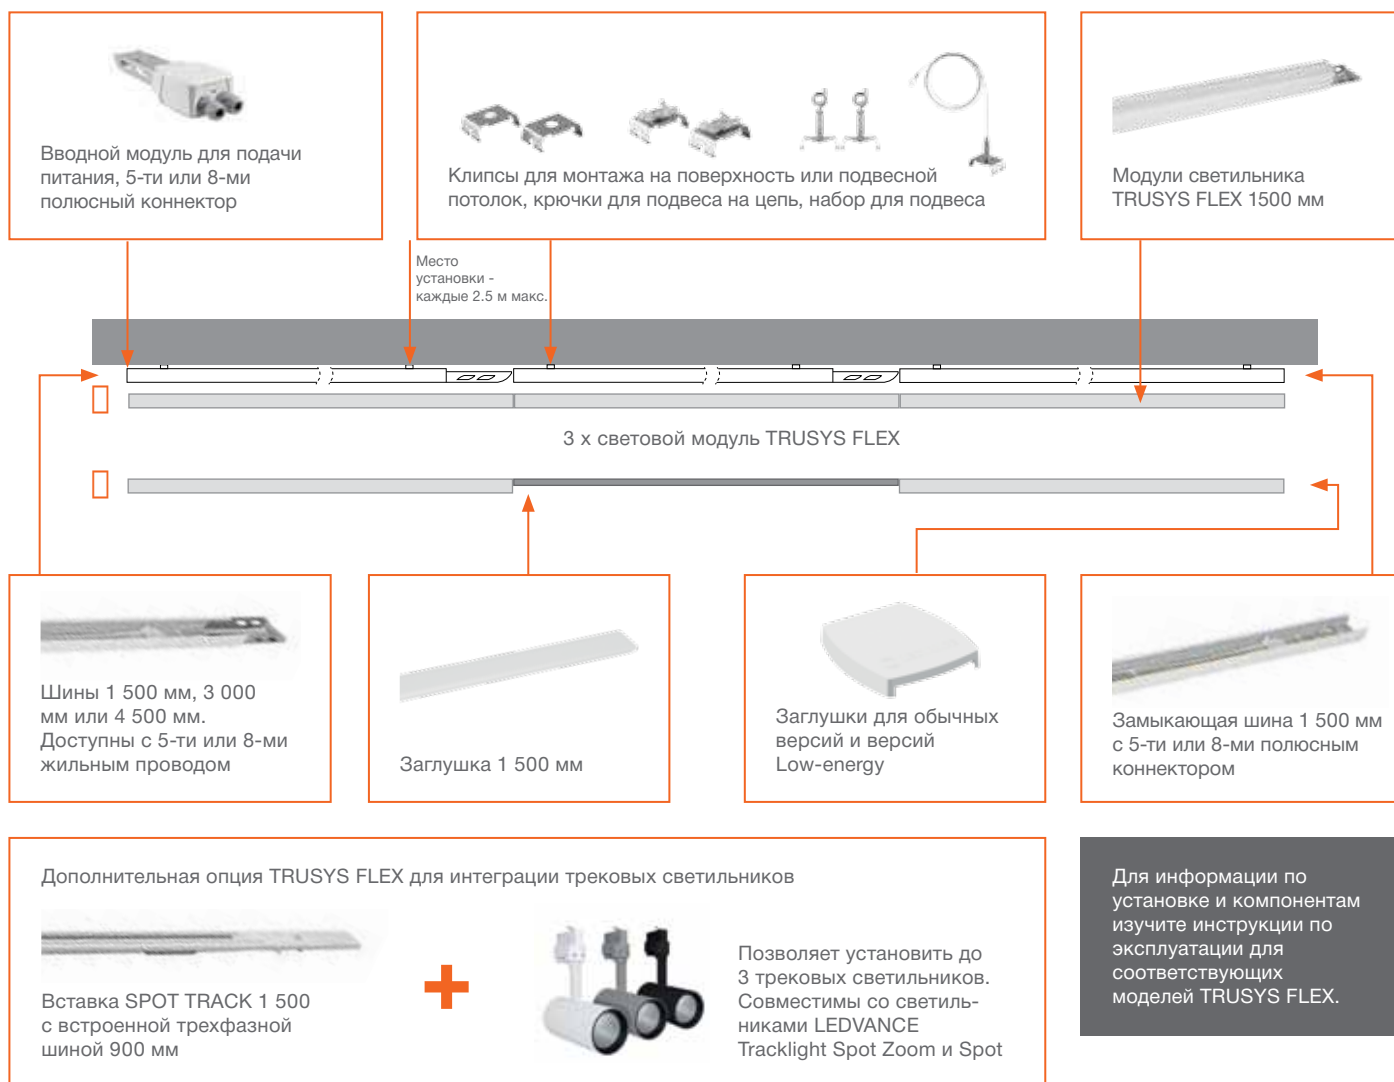 Вводной модуль для подачи
питания, 5-ти или 8-ми
полюсный коннектор
Клипсы для монтажа на поверхность или подвесной
потолок, крючки для подвеса на цепь, набор для подвеса
Модули светильника
TRUSYS FLEX 1500 мм
Место
установки -
каждые 2.5 м макс.
3 x световой модуль TRUSYS FLEX
Шины 1 500 мм, 3 000
мм или 4 500 мм.
Доступны с 5-ти или 8-ми
жильным проводом
Заглушка 1 500 мм
Заглушки для обычных
версий и версий
Low-energy
Замыкающая шина 1 500 мм
с 5-ти или 8-ми полюсным
коннектором
Дополнительная опция TRUSYS FLEX для интеграции трековых светильников
Вставка SPOT TRACK 1 500
с встроенной трехфазной
шиной 900 мм
Позволяет установить до
3 трековых светильников.
Совместимы со светиль-
никами LEDVANCE
Tracklight Spot Zoom и Spot
Для информации по
установке и компонентам
изучите инструкции по
эксплуатации для
соответствующих
моделей TRUSYS FLEX.